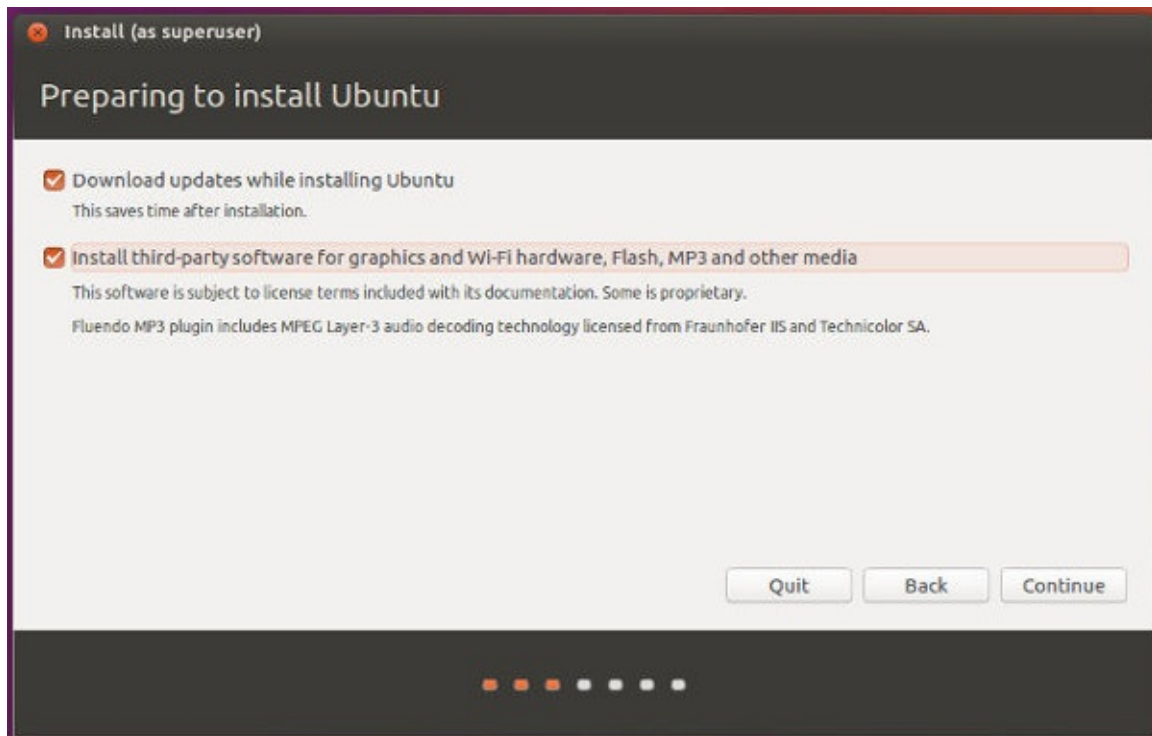 Install (as superuser)
Preparing to install Ubuntu
Download updates while installing Ubuntu
This saves time after installation.
Install third-party software for graphics and Wi-Fi hardware, Flash, MP3 and other media
This software is subject to license terms included with its documentation. Some is proprietary.
Fluendo MP3 plugin includes MPEG Layer-3 audio decoding technology licensed from Fraunhofer IIS and Technicolor SA.
Quit Back Continue